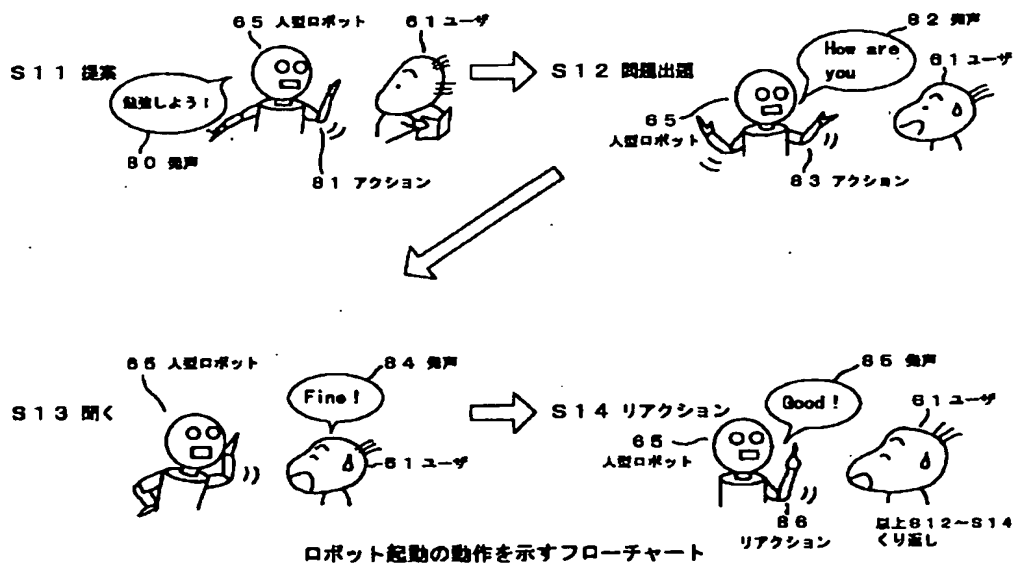 65 人型ロボット
61 ユーザ
S11 提案
勉強しよう!
80 発声
81 アクション
S12 問題出題
82 発声
How are
you
61 ユーザ
65
人型ロボット
83 アクション
S13 聞く
65 人型ロボット
84 発声
Fine!
61 ユーザ
S14 リアクション
85 発声
Good!
61 ユーザ
65
人型ロボット
86
リアクション
以上S12~S14
くり返し
ロボット起動の動作を示すフローチャート